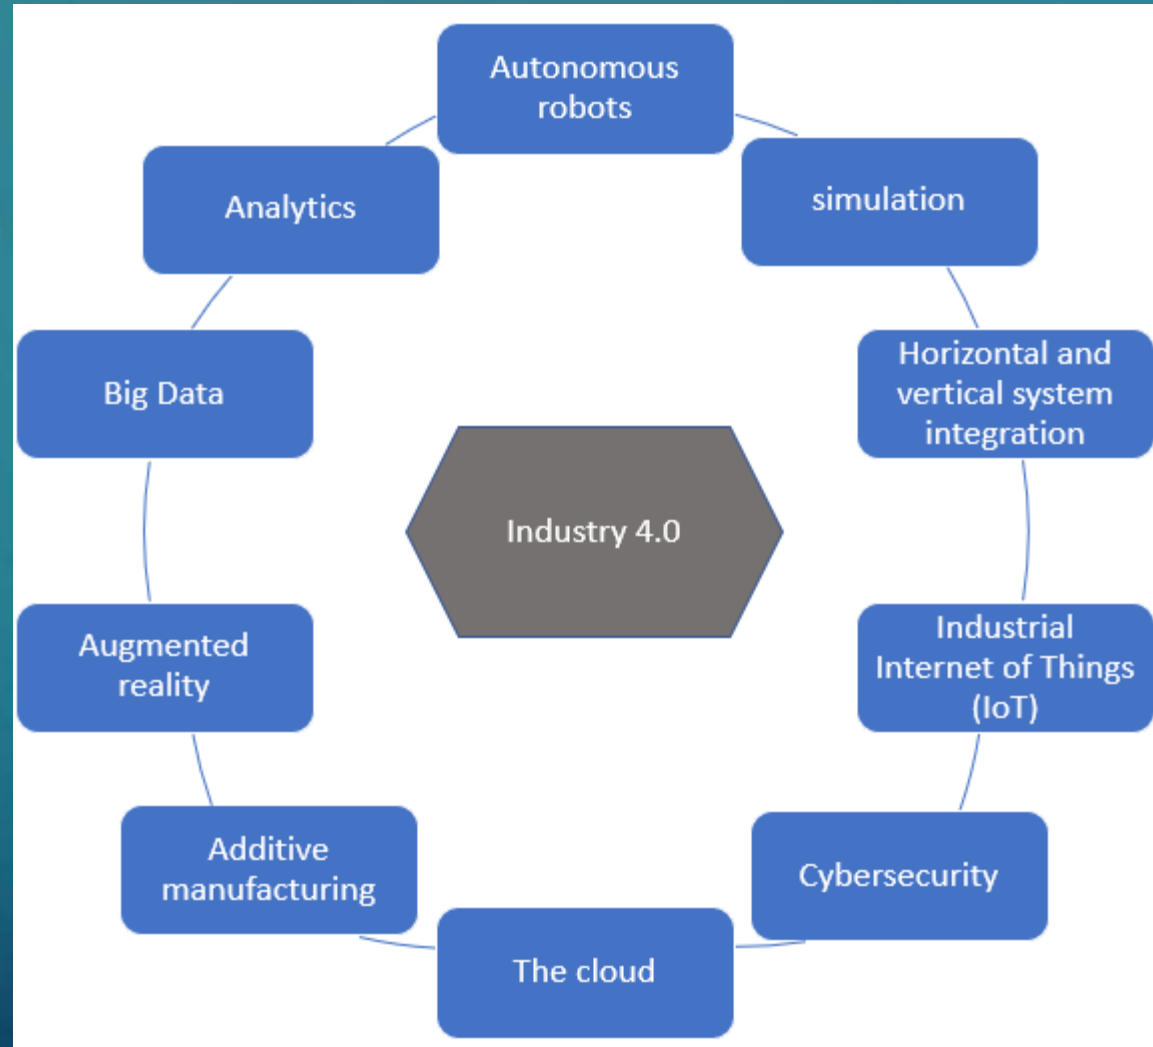 Autonomous
robots
simulation
Horizontal and
vertical system
integration
Industrial
Internet of Things
(IoT)
Cybersecurity
The cloud
Additive
manufacturing
Augmented
reality
Big Data
Analytics
Industry 4.0